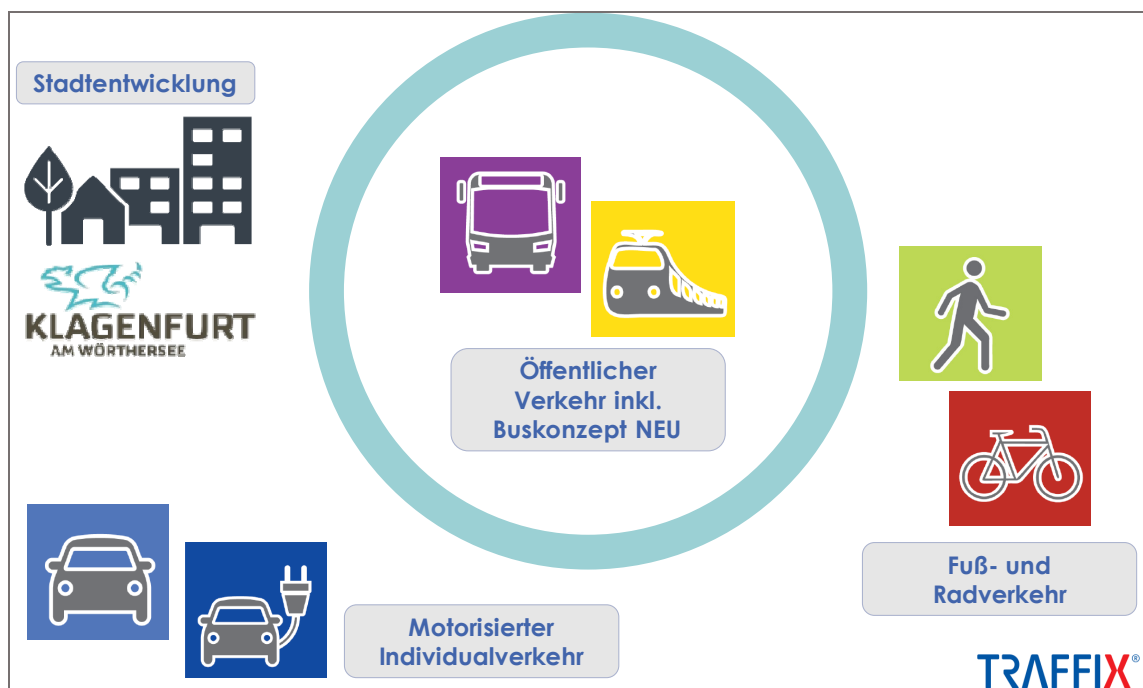 Stadtentwicklung
KLAGENFURT
AM WÖRTHERSEE
Öffentlicher
Verkehr inkl.
Buskonzept NEU
Fuß- und
Radverkehr
Motorisierter
Individualverkehr
TRAFFIX®